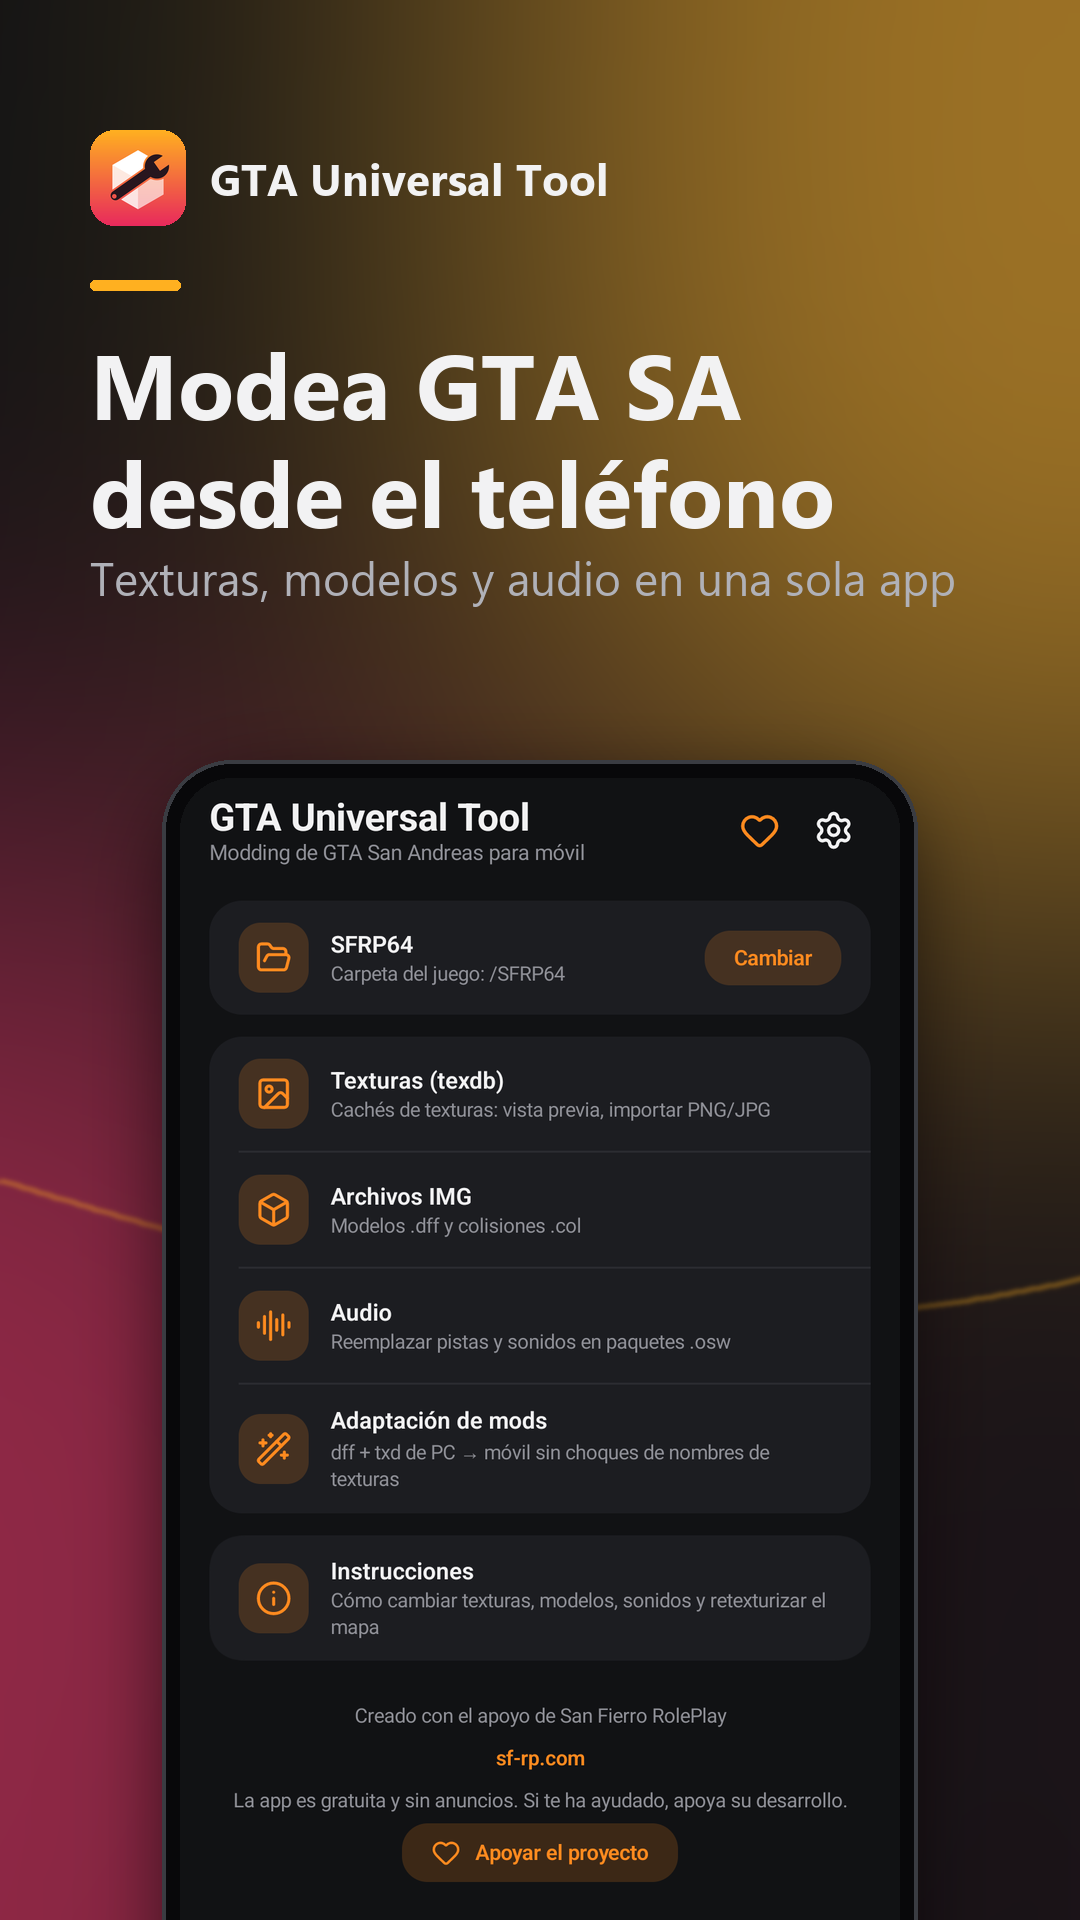 GTA Universal Tool
Modea GTA SA
desde el teléfono
Texturas, modelos y audio en una sola app
GTA Universal Tool
Modding de GTA San Andreas para móvil
SFRP64
Carpeta del juego: /SFRP64
Cambiar
Texturas (texdb)
Cachés de texturas: vista previa, importar PNG/JPG
Archivos IMG
Modelos .dff y colisiones .col
Audio
Reemplazar pistas y sonidos en paquetes .osw
Adaptación de mods
dff + txd de PC → móvil sin choques de nombres de
texturas
Instrucciones
Cómo cambiar texturas, modelos, sonidos y retexturizar el
mapa
Creado con el apoyo de San Fierro RolePlay
sf-rp.com
La app es gratuita y sin anuncios. Si te ha ayudado, apoya su desarrollo.
Apoyar el proyecto